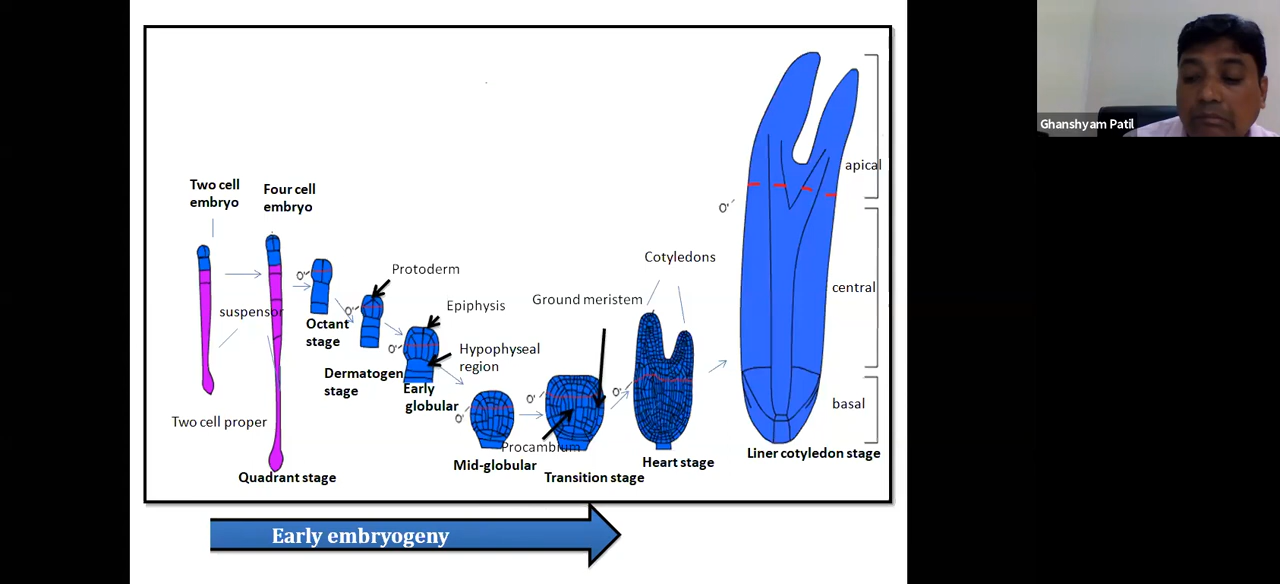 Ghanshyam Patil
apical
Two cell
embryo
Four cell
embryo
O'
Cotyledons
O'
Protoderm
central
Ground meristem
Epiphysis
suspensor
O'
Octant
stage
O'
Hypophyseal
region
Dermatogen
stage
Early
globular
O'
O'
O'
basal
Two cell proper
Procambium
Liner cotyledon stage
Mid-globular
Heart stage
Quadrant stage
Transition stage
Early embryogeny